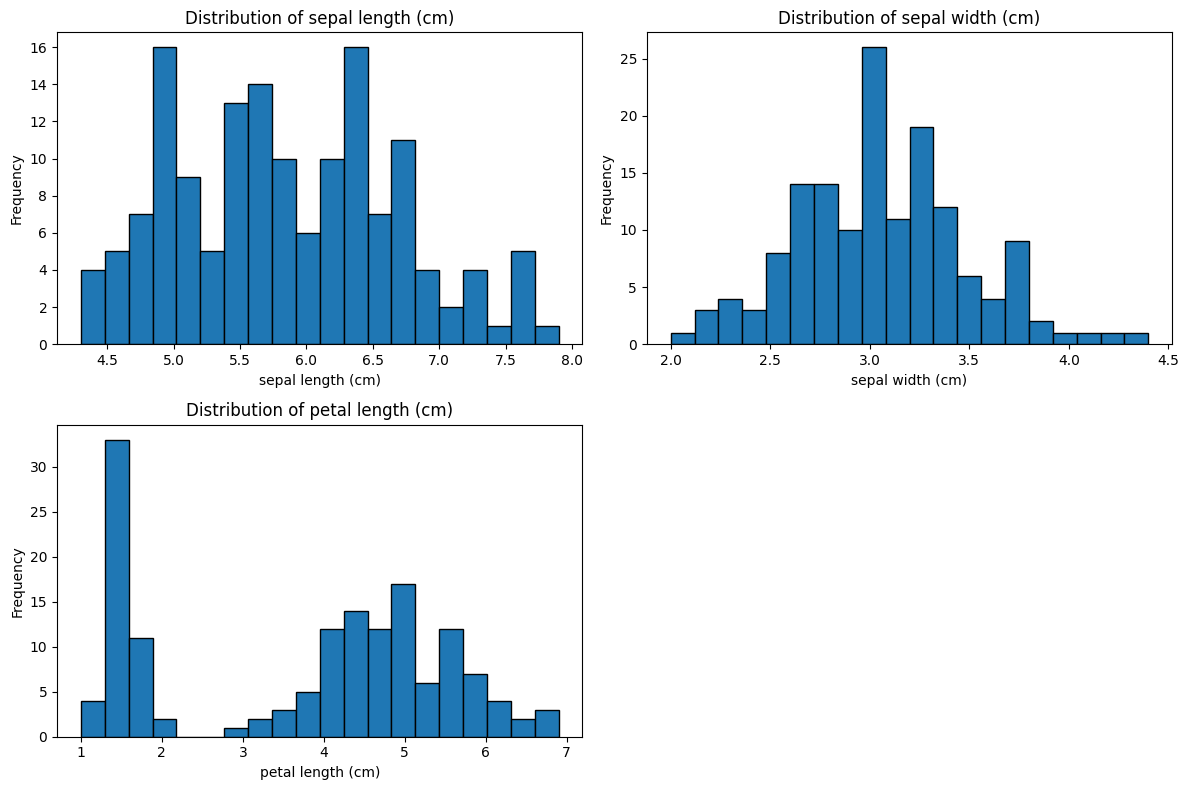 Distribution of sepal length (cm)
16
14
12
10
8
6
4
2
0
Frequency
4.5 5.0 5.5 6.0 6.5 7.0 7.5 8.0
sepal length (cm)
Distribution of sepal width (cm)
25
20
15
10
5
0
Frequency
2.0 2.5 3.0 3.5 4.0 4.5
sepal width (cm)
Distribution of petal length (cm)
30
25
20
15
10
5
0
Frequency
1 2 3 4 5 6 7
petal length (cm)